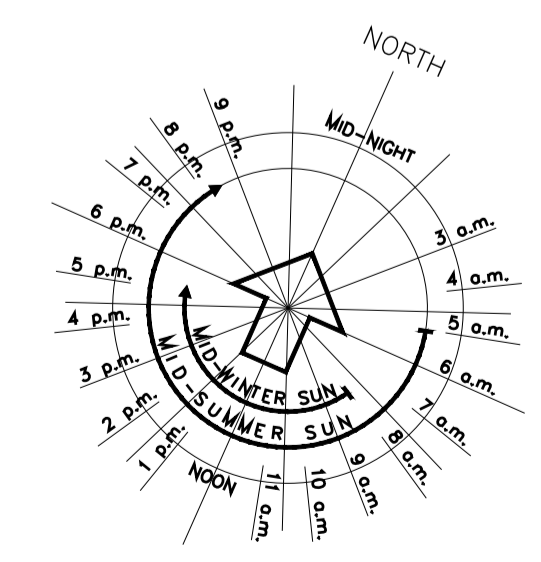 NORTH
MID-NIGHT
3 a.m.
4 a.m.
5 a.m.
6 a.m.
7 a.m.
8 a.m.
9 a.m.
10 a.m.
11 a.m.
NOON
1 p.m.
2 p.m.
3 p.m.
4 p.m.
5 p.m.
6 p.m.
7 p.m.
8 p.m.
9 p.m.
MID-WINTER SUN
MID-SUMMER SUN